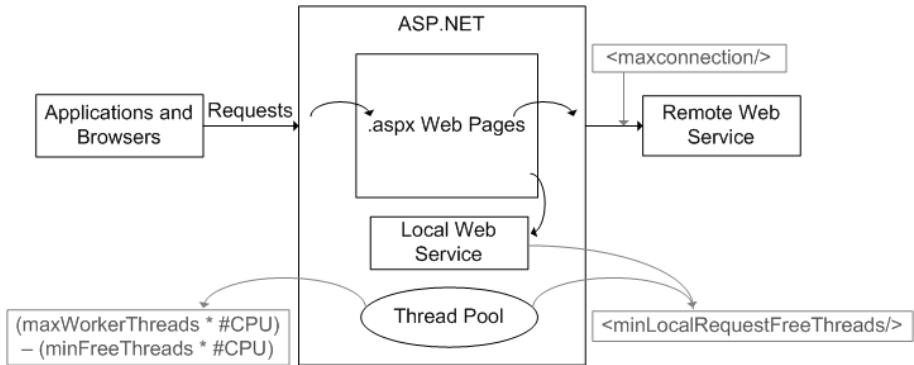 ASP.NET
<maxconnection/>
Applications and
Browsers
Requests
.aspx Web Pages
Remote Web
Service
Local Web
Service
Thread Pool
(maxWorkerThreads * #CPU)
– (minFreeThreads * #CPU)
<minLocalRequestFreeThreads/>